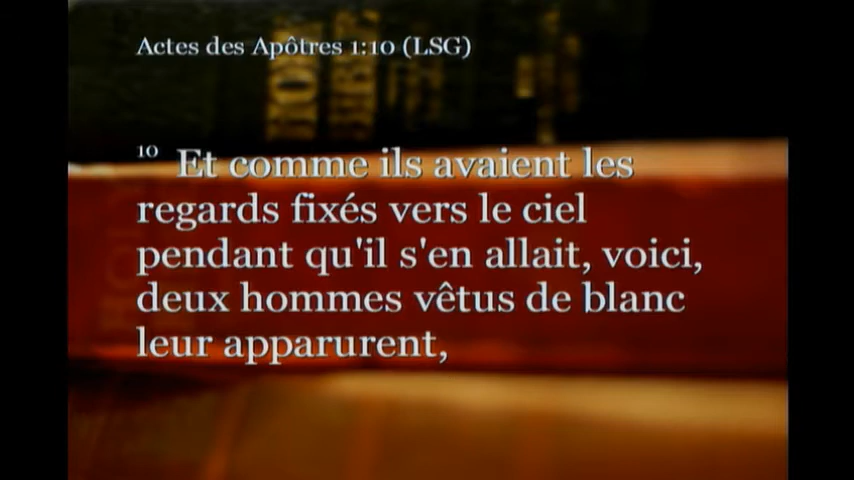 Actes des Apôtres 1:10 (LSG)
10 Et comme ils avaient les
regards fixés vers le ciel
pendant qu'il s'en allait, voici,
deux hommes vêtus de blanc
leur apparurent,